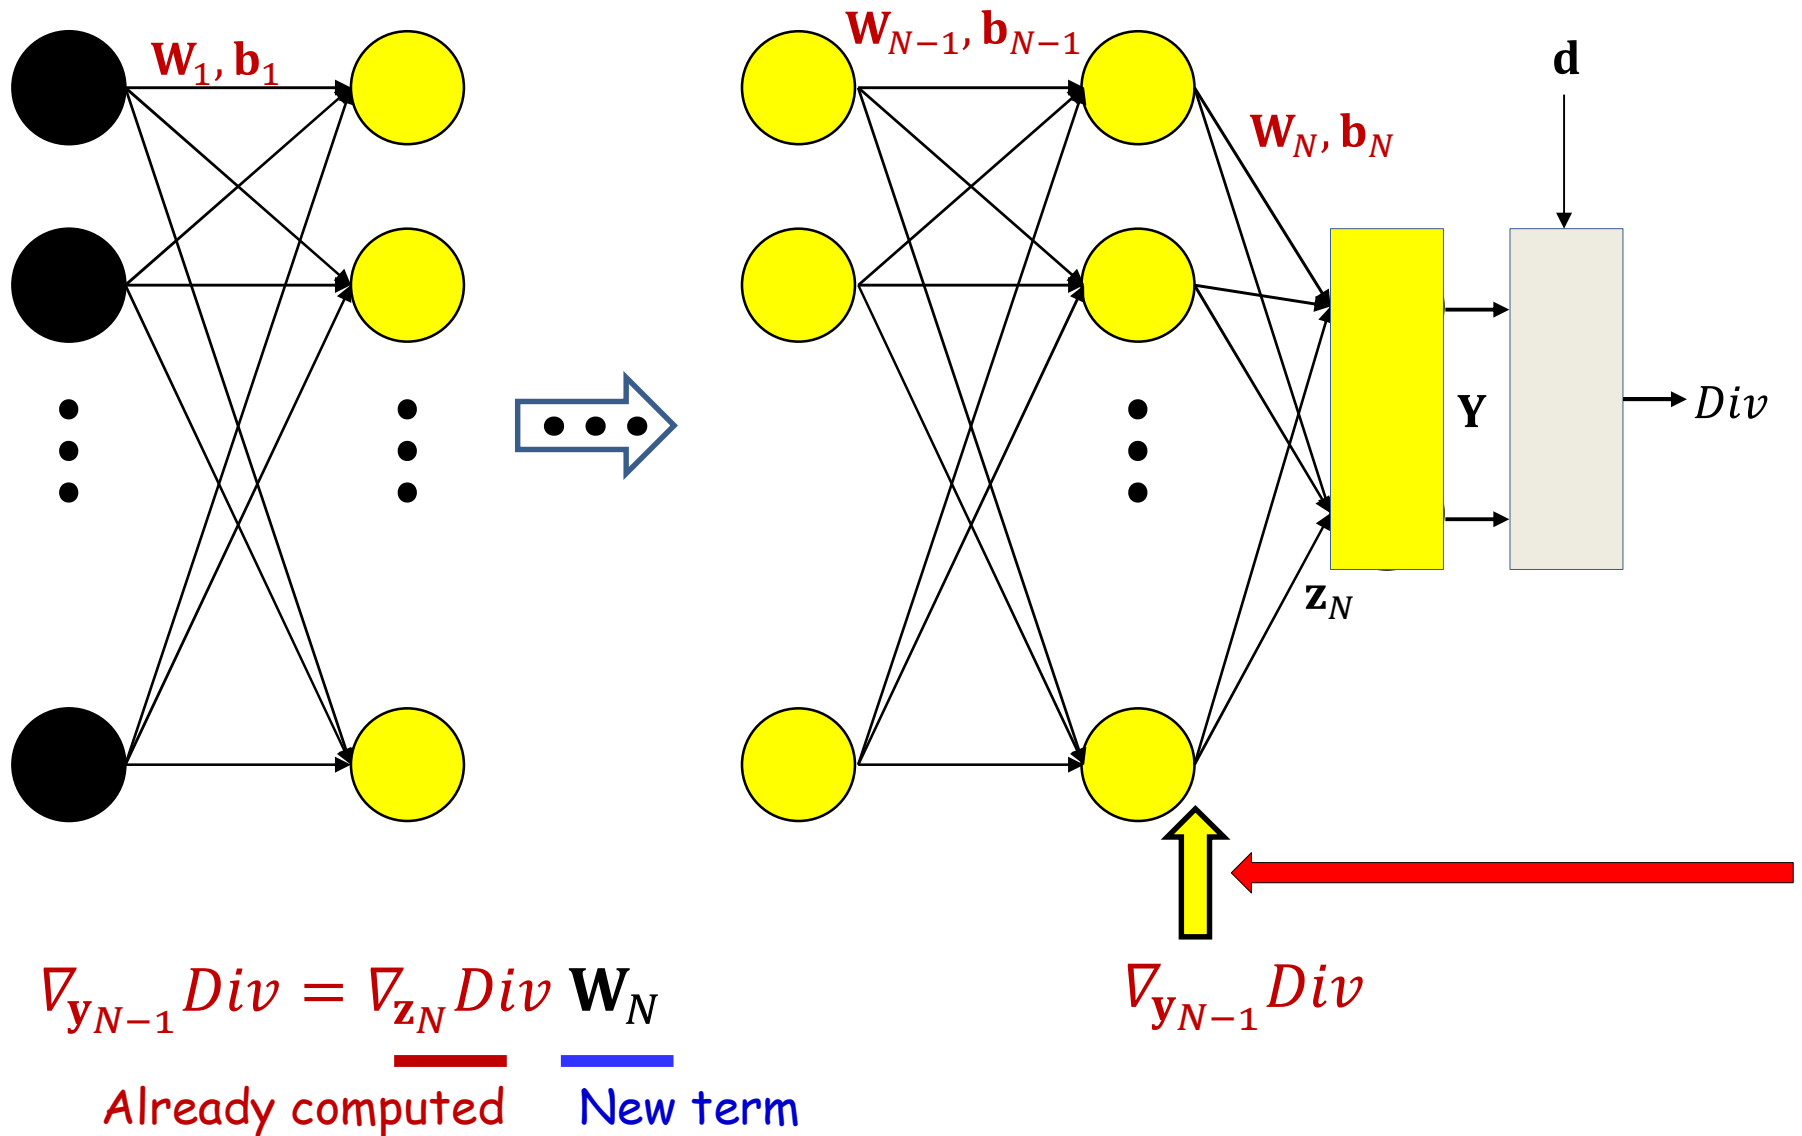 𝐖₁, 𝐛₁
𝐖_{N−1}, 𝐛_{N−1}
𝐝
𝐖_N, 𝐛_N
𝐘
Div
𝐳_N
∇_{𝐲_{N−1}}Div = ∇_{𝐳_N}Div 𝐖_N
∇_{𝐲_{N−1}}Div
Already computed New term